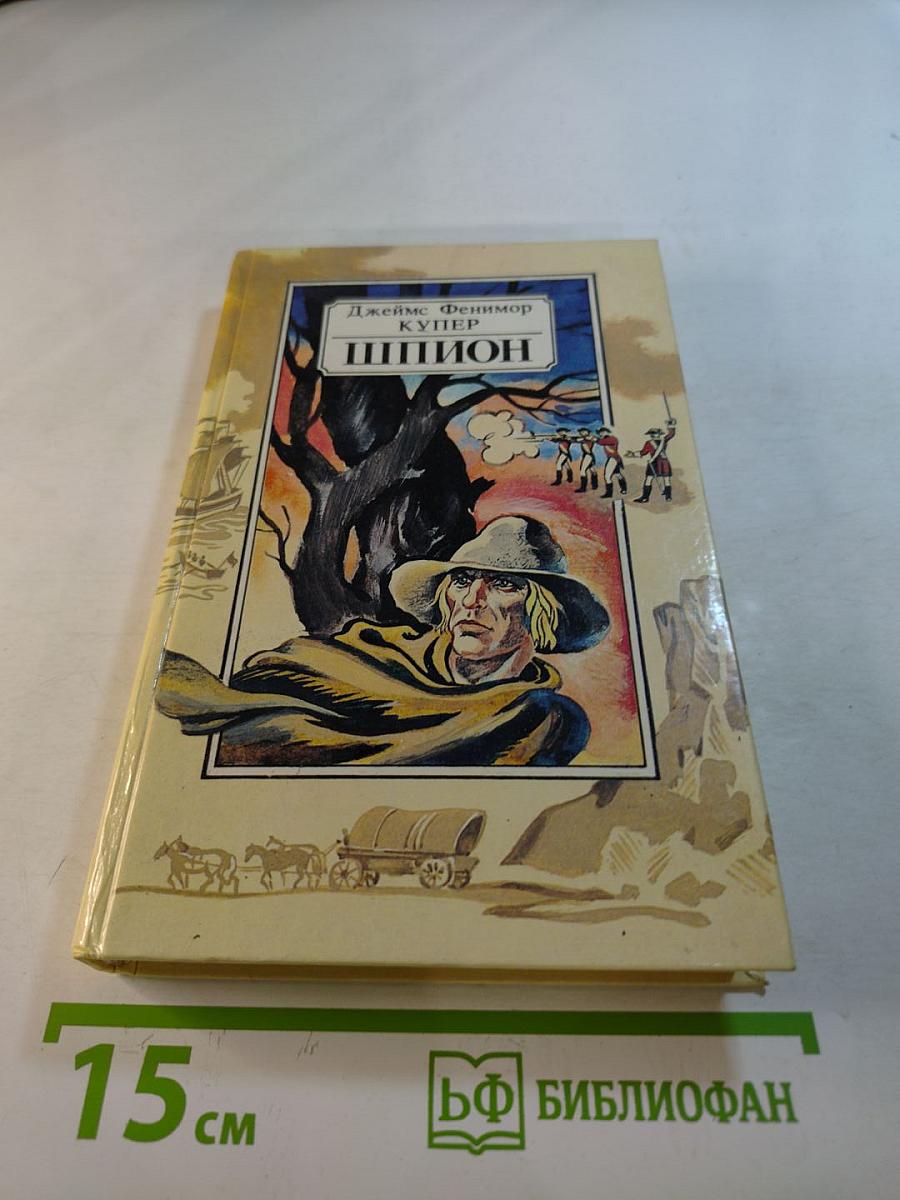 Джеймс Фенимор
КУПЕР
ШПИОН
15 см
ЬФ БИБЛИОФАН